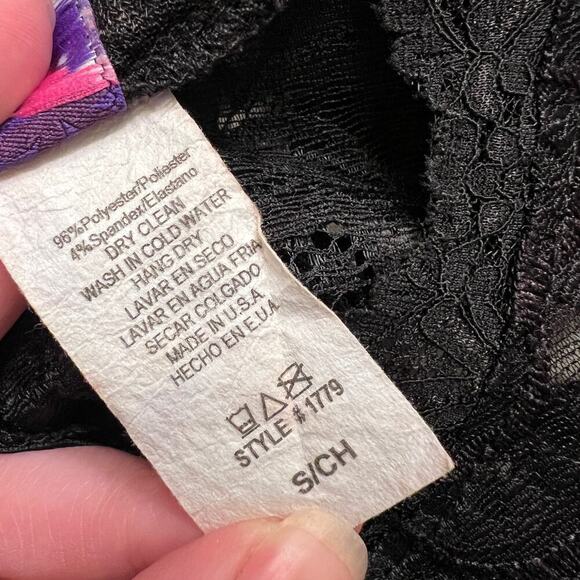 96%Polyester/Poliester
4%Spandex/Elastano
DRY CLEAN
WASH IN COLD WATER
HANG DRY
LAVAR EN SECO
LAVAR EN AGUA FRIA
SECAR COLGADO
MADE IN U.S.A.
HECHO EN E.U.A.
STYLE # 1779
S/CH